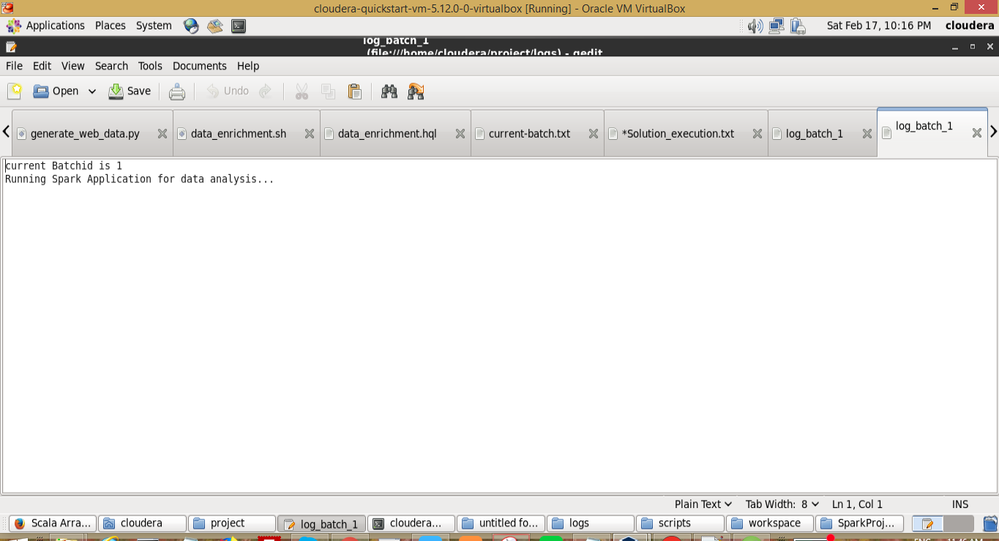 cloudera-quickstart-vm-5.12.0-0-virtualbox [Running] - Oracle VM VirtualBox
Applications Places System Sat Feb 17, 10:16 PM cloudera
log_batch_1
(file:///home/cloudera/project/logs) - gedit
File Edit View Search Tools Documents Help
Open Save Undo
generate_web_data.py data_enrichment.sh data_enrichment.hql current-batch.txt *Solution_execution.txt log_batch_1 log_batch_1
current Batchid is 1
Running Spark Application for data analysis...
Plain Text Tab Width: 8 Ln 1, Col 1 INS
Scala Arra... cloudera project log_batch_1 cloudera... untitled fo... logs scripts workspace SparkProj...
ENG 11:46 AM